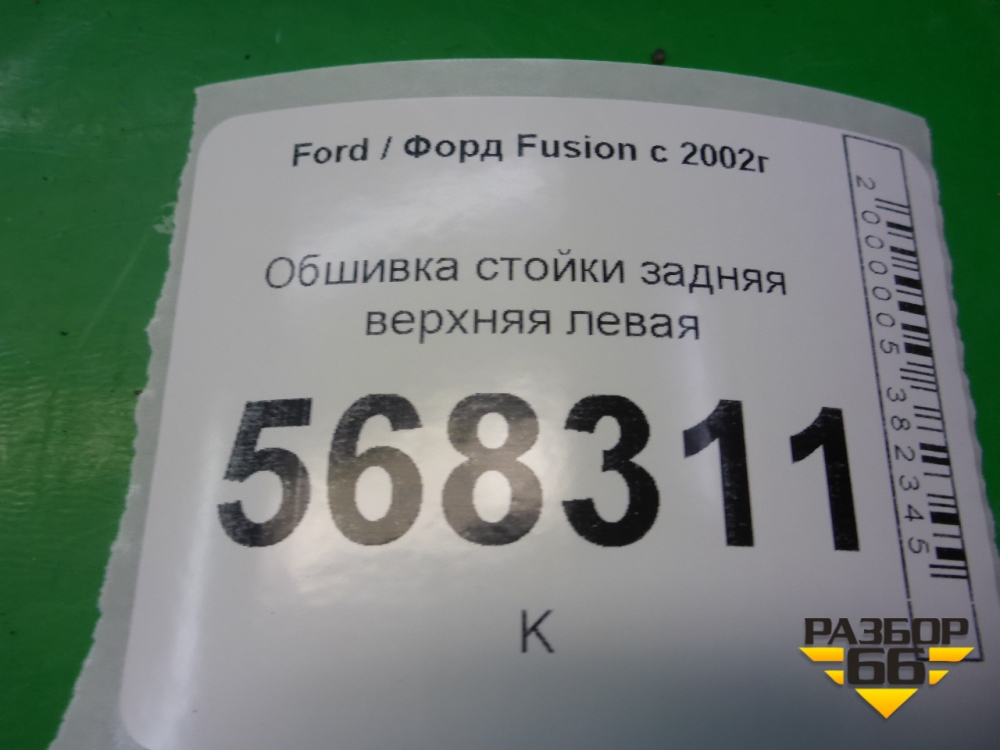 Ford / Форд Fusion с 2002г
Обшивка стойки задняя
верхняя левая
568311
К
2000005382345
РАЗБОР
66